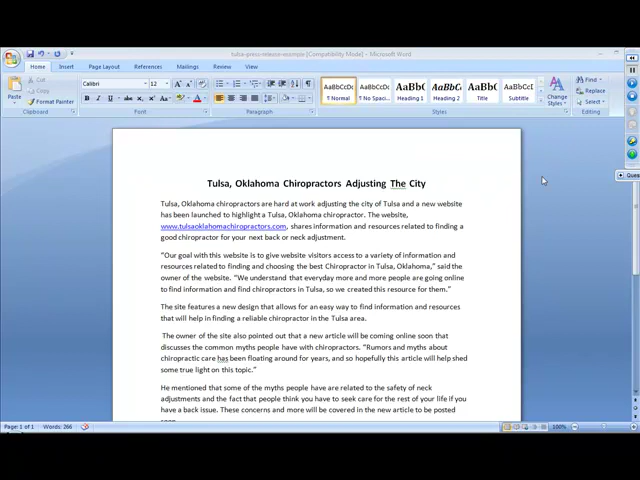 tulsa-press-release-example [Compatibility Mode] - Microsoft Word
Home Insert Page Layout References Mailings Review View
Paste
Cut
Copy
Format Painter
Clipboard
Calibri 12
Font
Paragraph
AaBbCcDc AaBbCcDc AaBbC AaBbCc AaBbC AaBbCcD
¶ Normal ¶ No Spaci... Heading 1 Heading 2 Title Subtitle
Change
Styles
Styles
Find
Replace
Select
Editing
Ques
Tulsa, Oklahoma Chiropractors Adjusting The City
Tulsa, Oklahoma chiropractors are hard at work adjusting the city of Tulsa and a new website
has been launched to highlight a Tulsa, Oklahoma chiropractor. The website,
www.tulsaoklahomachiropractors.com, shares information and resources related to finding a
good chiropractor for your next back or neck adjustment.
“Our goal with this website is to give website visitors access to a variety of information and
resources related to finding and choosing the best Chiropractor in Tulsa, Oklahoma,” said the
owner of the website. “We understand that everyday more and more people are going online
to find information and find chiropractors in Tulsa, so we created this resource for them.”
The site features a new design that allows for an easy way to find information and resources
that will help in finding a reliable chiropractor in the Tulsa area.
The owner of the site also pointed out that a new article will be coming online soon that
discusses the common myths people have with chiropractors. “Rumors and myths about
chiropractic care has been floating around for years, and so hopefully this article will help shed
some true light on this topic.”
He mentioned that some of the myths people have are related to the safety of neck
adjustments and the fact that people think you have to seek care for the rest of your life if you
have a back issue. These concerns and more will be covered in the new article to be posted
Page: 1 of 1 Words: 266 100%